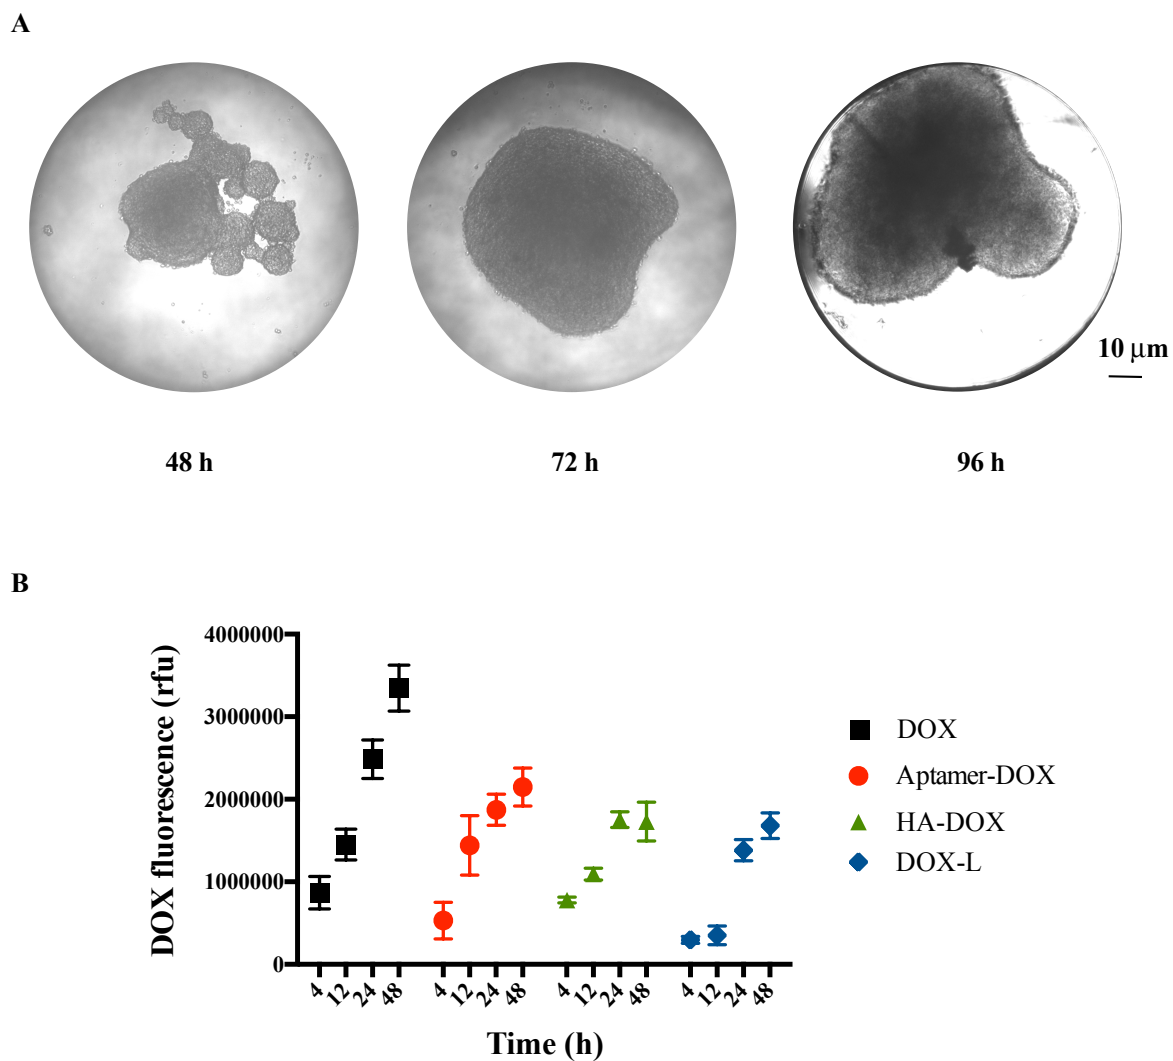 A
10 μm
48 h
72 h
96 h
B
DOX fluorescence (rfu)
4000000
3000000
2000000
1000000
0
4 12 24 48 4 12 24 48 4 12 24 48 4 12 24 48
Time (h)
DOX
Aptamer-DOX
HA-DOX
DOX-L